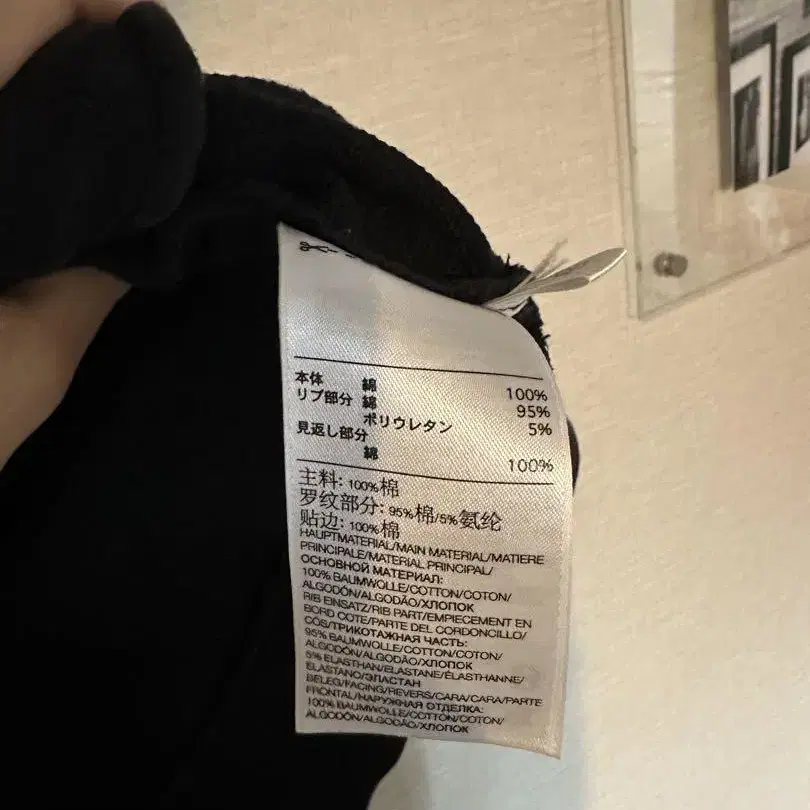 本体 綿 100%
リブ部分 綿 95%
ポリウレタン 5%
見返し部分
綿 100%
主料: 100%棉
罗纹部分: 95%棉/5%氨纶
贴边: 100%棉
HAUPTMATERIAL/MAIN MATERIAL/MATIERE
PRINCIPALE/MATERIAL PRINCIPAL/
ОСНОВНОЙ МАТЕРИАЛ:
100% BAUMWOLLE/COTTON/COTON/
ALGODÓN/ALGODÃO/ХЛОПОК
RIB EINSATZ/RIB PART/EMPIECEMENT EN
BORD COTE/PARTE DEL CORDONCILLO/
CÓS/ТРИКОТАЖНАЯ ЧАСТЬ:
95% BAUMWOLLE/COTTON/COTON/
ALGODÓN/ALGODÃO/ХЛОПОК
5% ELASTHAN/ELASTANE/ÉLASTHANNE/
ELASTANO/ЭЛАСТАН
BELEG/FACING/REVERS/CARA/CARA/PARTE
FRONTAL/НАРУЖНАЯ ОТДЕЛКА:
100% BAUMWOLLE/COTTON/COTON/
ALGODÓN/ALGODÃO/ХЛОПОК